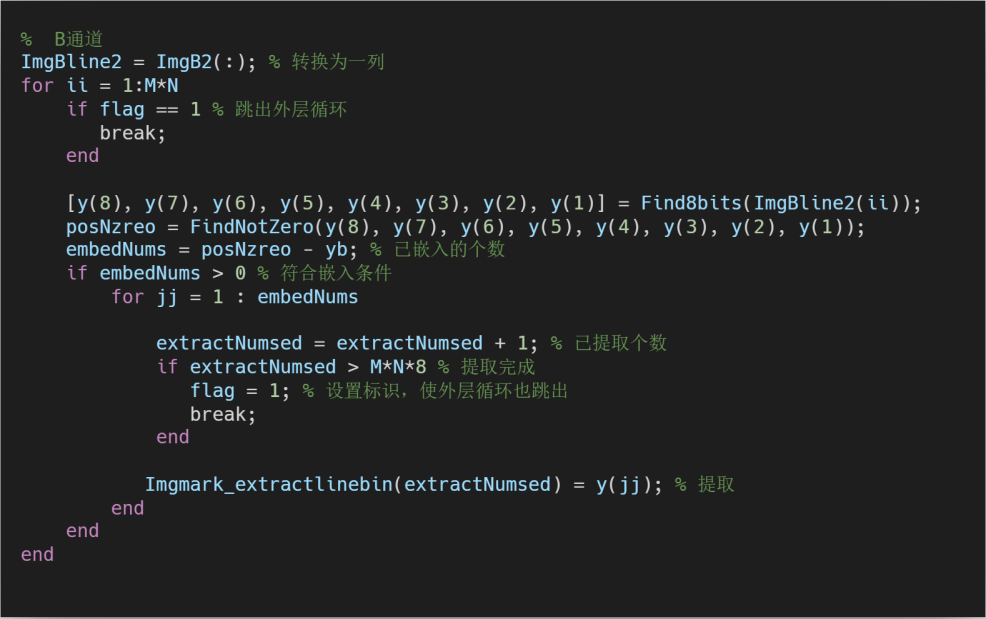 %  B通道
ImgBline2 = ImgB2(:); % 转换为一列
for ii = 1:M*N
    if flag == 1 % 跳出外层循环
       break;
    end

    [y(8), y(7), y(6), y(5), y(4), y(3), y(2), y(1)] = Find8bits(ImgBline2(ii));
    posNzreo = FindNotZero(y(8), y(7), y(6), y(5), y(4), y(3), y(2), y(1));
    embedNums = posNzreo - yb; % 已嵌入的个数
    if embedNums > 0 % 符合嵌入条件
        for jj = 1 : embedNums

            extractNumsed = extractNumsed + 1; % 已提取个数
            if extractNumsed > M*N*8 % 提取完成
               flag = 1; % 设置标识，使外层循环也跳出
               break;
            end

           Imgmark_extractlinebin(extractNumsed) = y(jj); % 提取
        end
    end
end